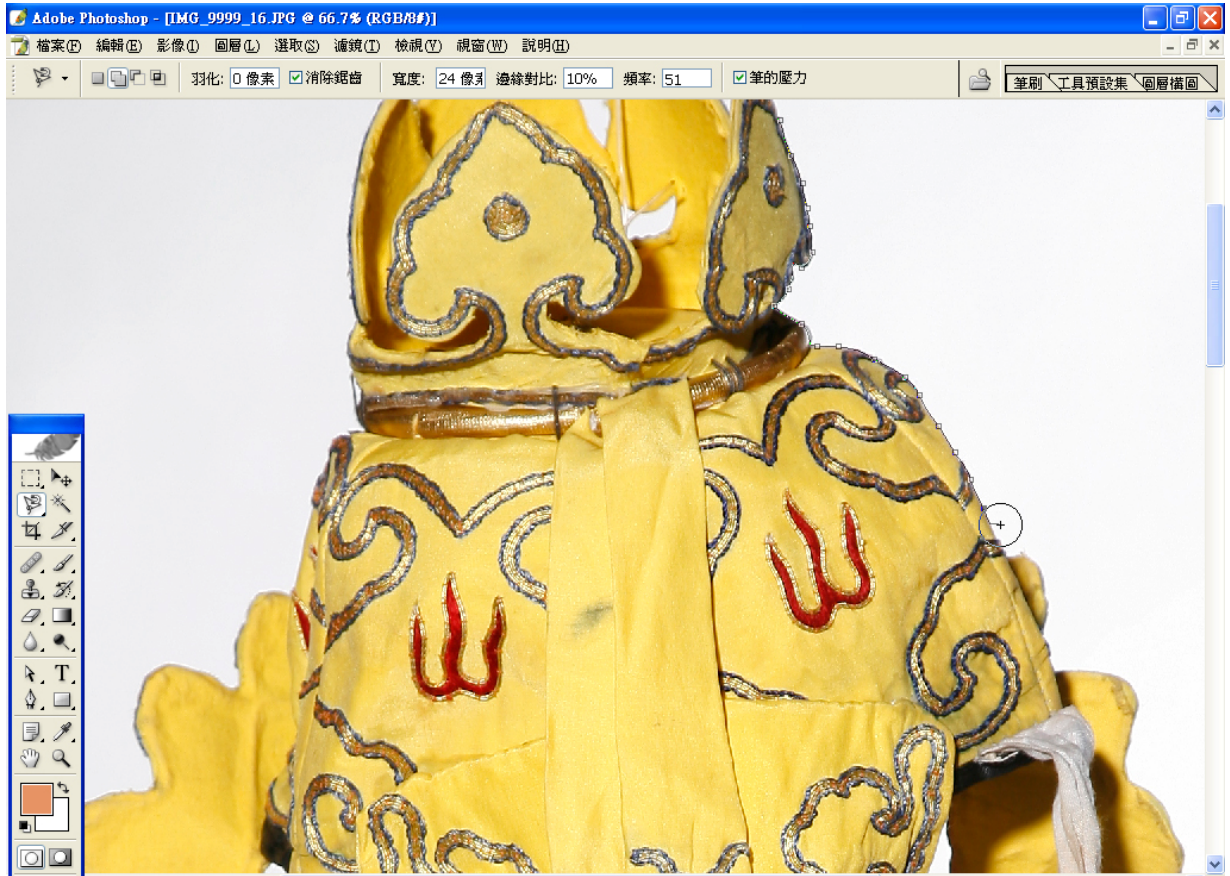 Adobe Photoshop - [IMG_9999_16.JPG @ 66.7% (RGB/8#)]
檔案(F) 編輯(E) 影像(I) 圖層(L) 選取(S) 濾鏡(T) 檢視(V) 視窗(W) 說明(H)
羽化: 0 像素 消除鋸齒 寬度: 24 像素 邊緣對比: 10% 頻率: 51 筆的壓力 筆刷 工具預設集 圖層構圖
T